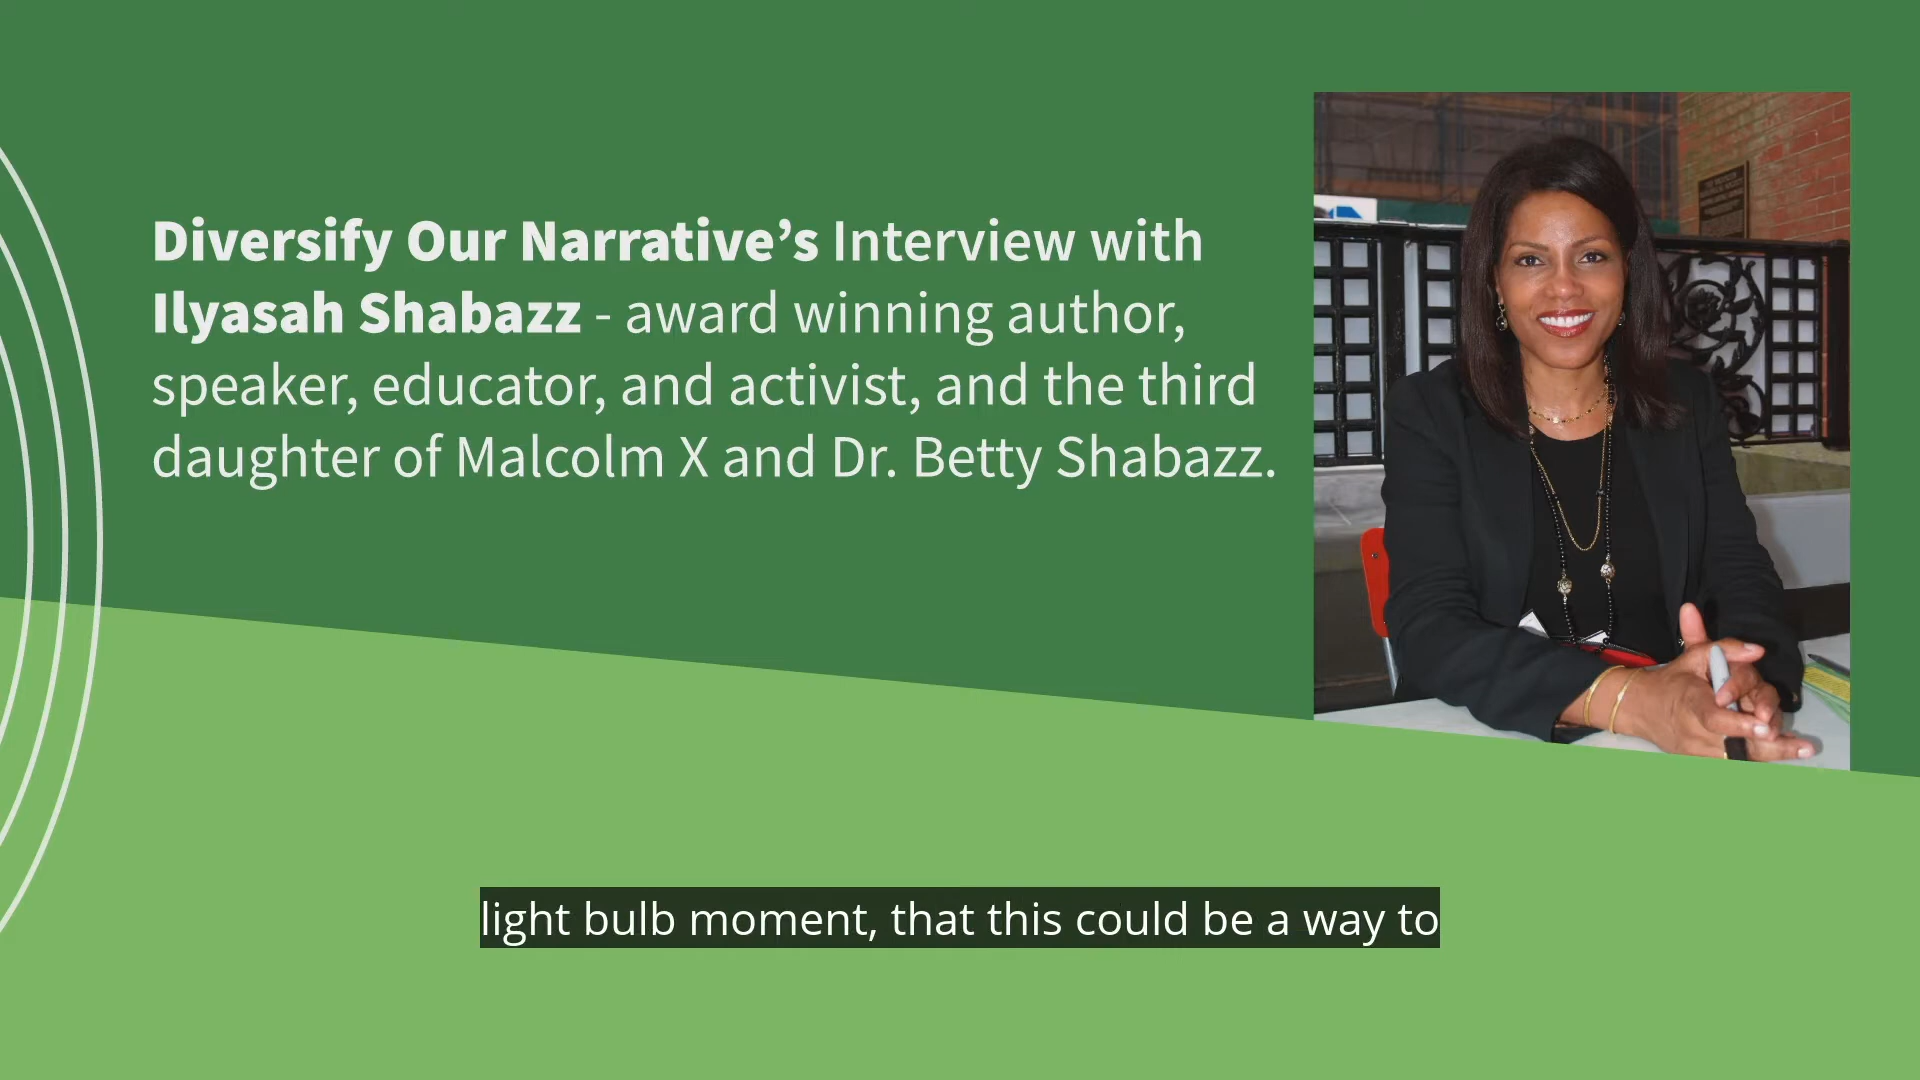 Diversify Our Narrative’s Interview with
Ilyasah Shabazz - award winning author,
speaker, educator, and activist, and the third
daughter of Malcolm X and Dr. Betty Shabazz.
light bulb moment, that this could be a way to